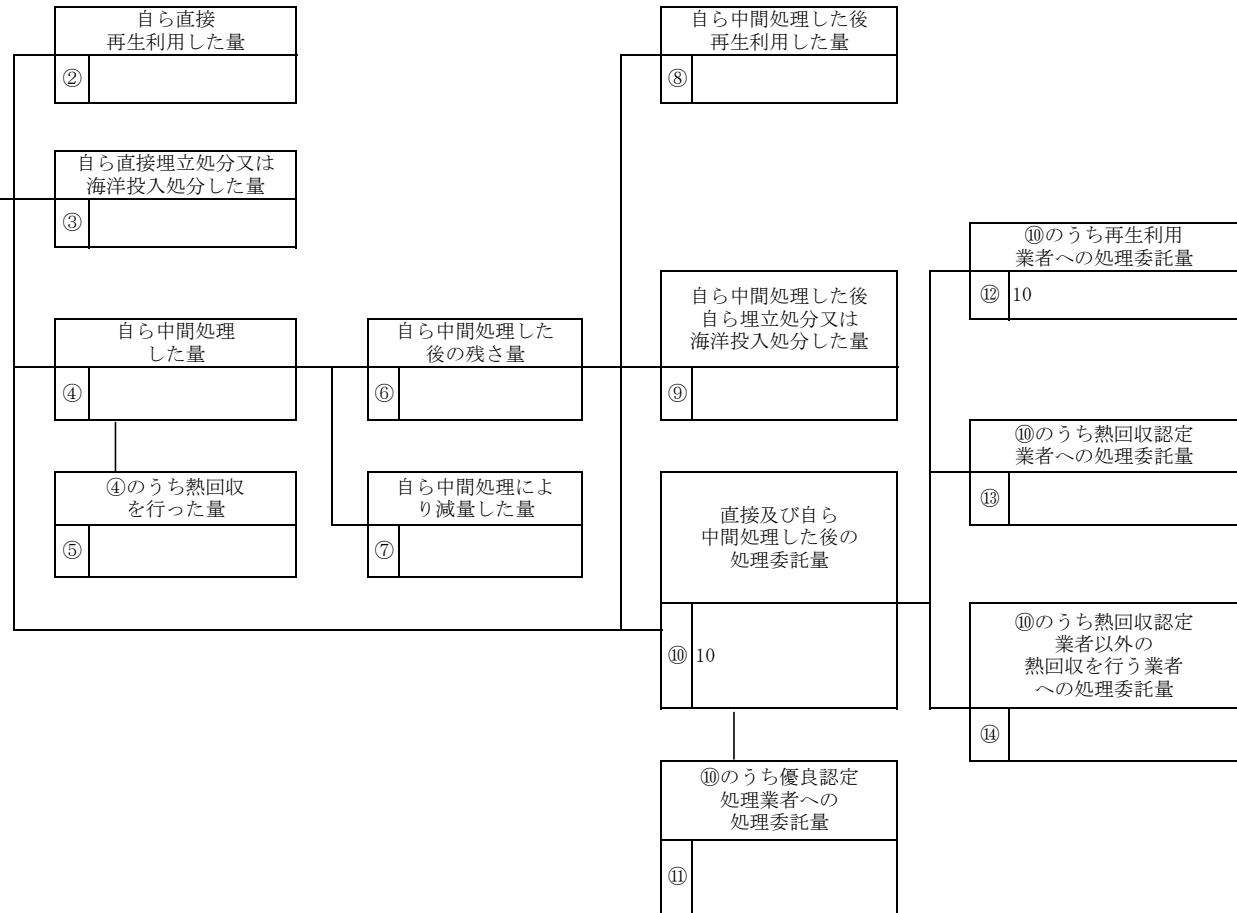 自ら直接
再生利用した量
②
自ら直接埋立処分又は
海洋投入処分した量
③
自ら中間処理
した量
④
④のうち熱回収
を行った量
⑤
自ら中間処理した
後の残さ量
⑥
自ら中間処理によ
り減量した量
⑦
自ら中間処理した後
再生利用した量
⑧
自ら中間処理した後
自ら埋立処分又は
海洋投入処分した量
⑨
直接及び自ら
中間処理した後の
処理委託量
⑩ 10
⑩のうち優良認定
処理業者への
処理委託量
⑪
⑩のうち再生利用
業者への処理委託量
⑫ 10
⑩のうち熱回収認定
業者への処理委託量
⑬
⑩のうち熱回収認定
業者以外の
熱回収を行う業者
への処理委託量
⑭